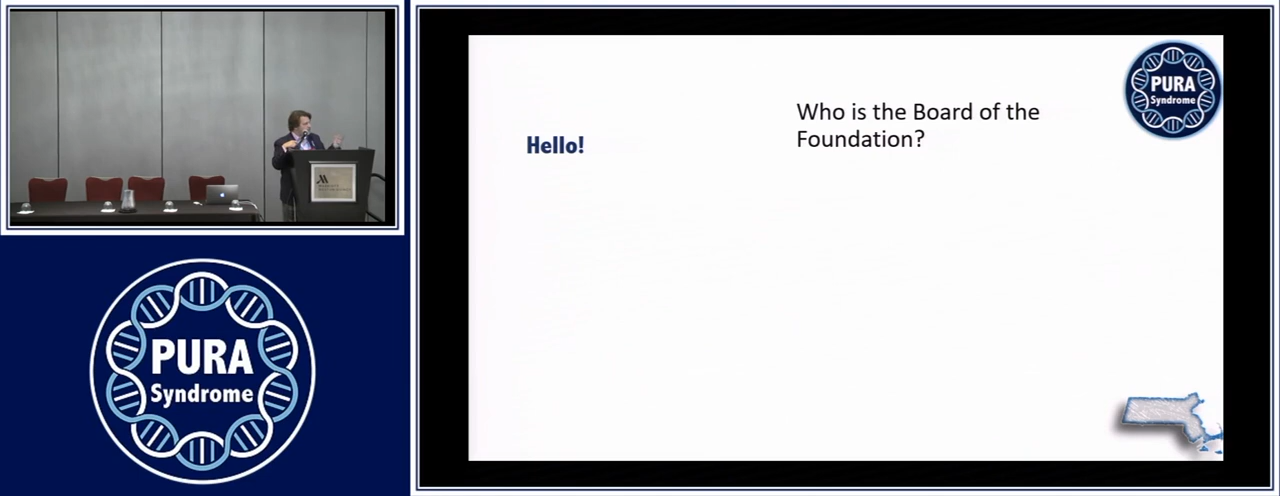 Hello!
Who is the Board of the
Foundation?
PURA
Syndrome
PURA
Syndrome